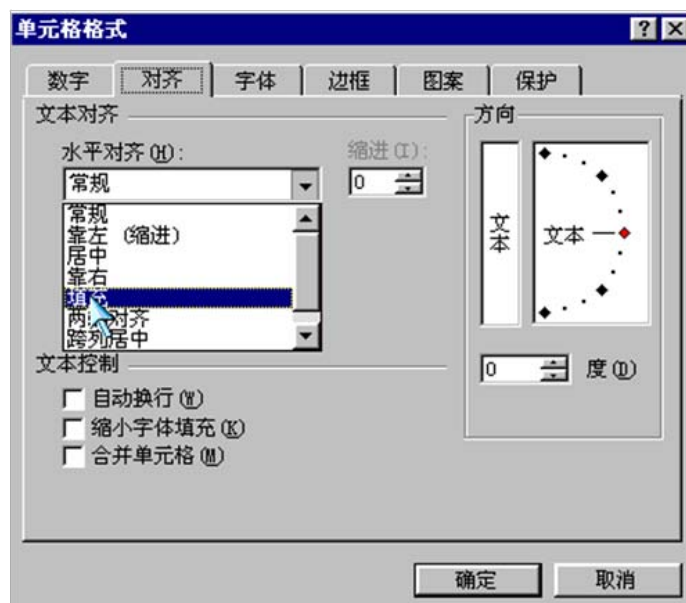 单元格格式
数字 对齐 字体 边框 图案 保护
文本对齐
水平对齐(H):
常规
常规
靠左 (缩进)
居中
靠右
填充
两端对齐
跨列居中
缩进(I):
0
方向
文本
文本
0 度(D)
文本控制
自动换行(W)
缩小字体填充(K)
合并单元格(M)
确定 取消